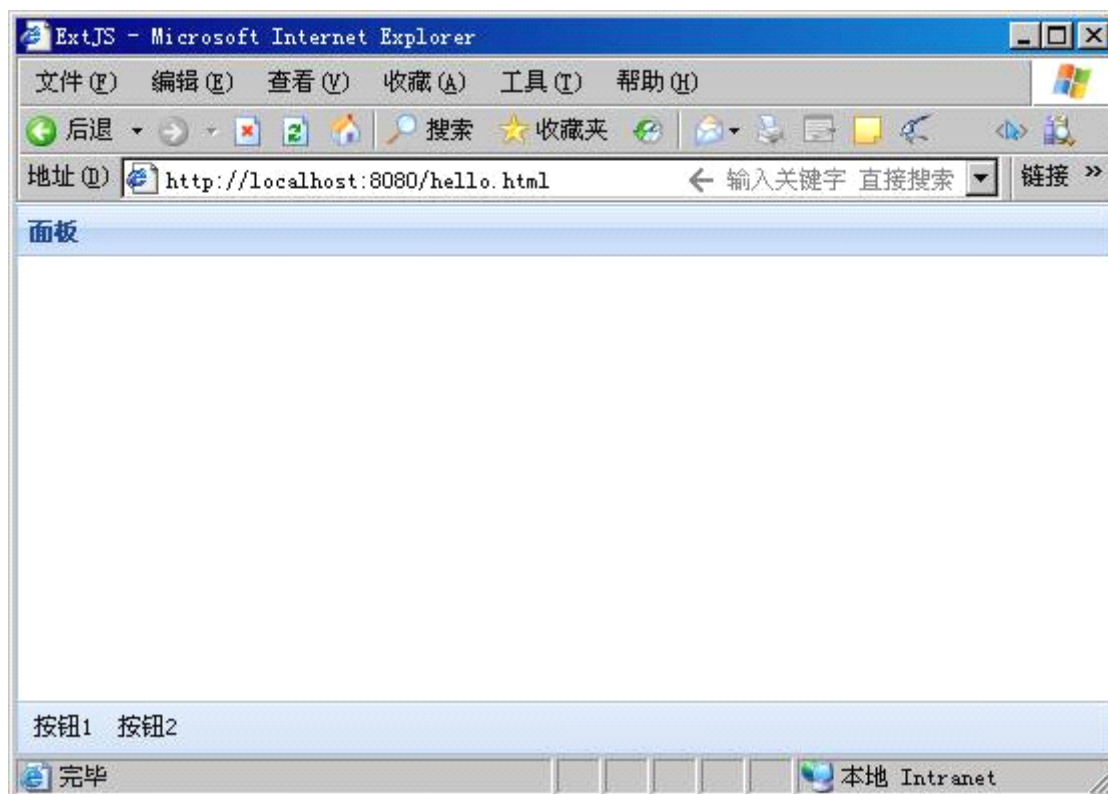 ExtJS - Microsoft Internet Explorer
文件(F) 编辑(E) 查看(V) 收藏(A) 工具(T) 帮助(H)
后退 搜索 收藏夹
地址(D) http://localhost:8080/hello.html ← 输入关键字 直接搜索 链接 »
面板
按钮1 按钮2
完毕 本地 Intranet